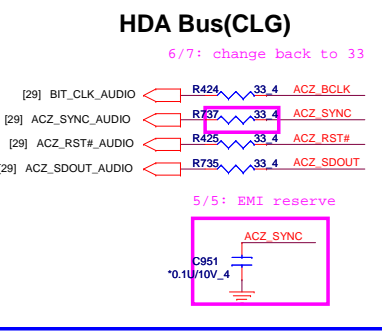 HDA Bus(CLG)
6/7: change back to 33
[29] BIT_CLK_AUDIO R424 33_4 ACZ_BCLK
[29] ACZ_SYNC_AUDIO R737 33_4 ACZ_SYNC
[29] ACZ_RST#_AUDIO R425 33_4 ACZ_RST#
[29] ACZ_SDOUT_AUDIO R735 33_4 ACZ_SDOUT
5/5: EMI reserve
ACZ_SYNC
C951
*0.1U/10V_4